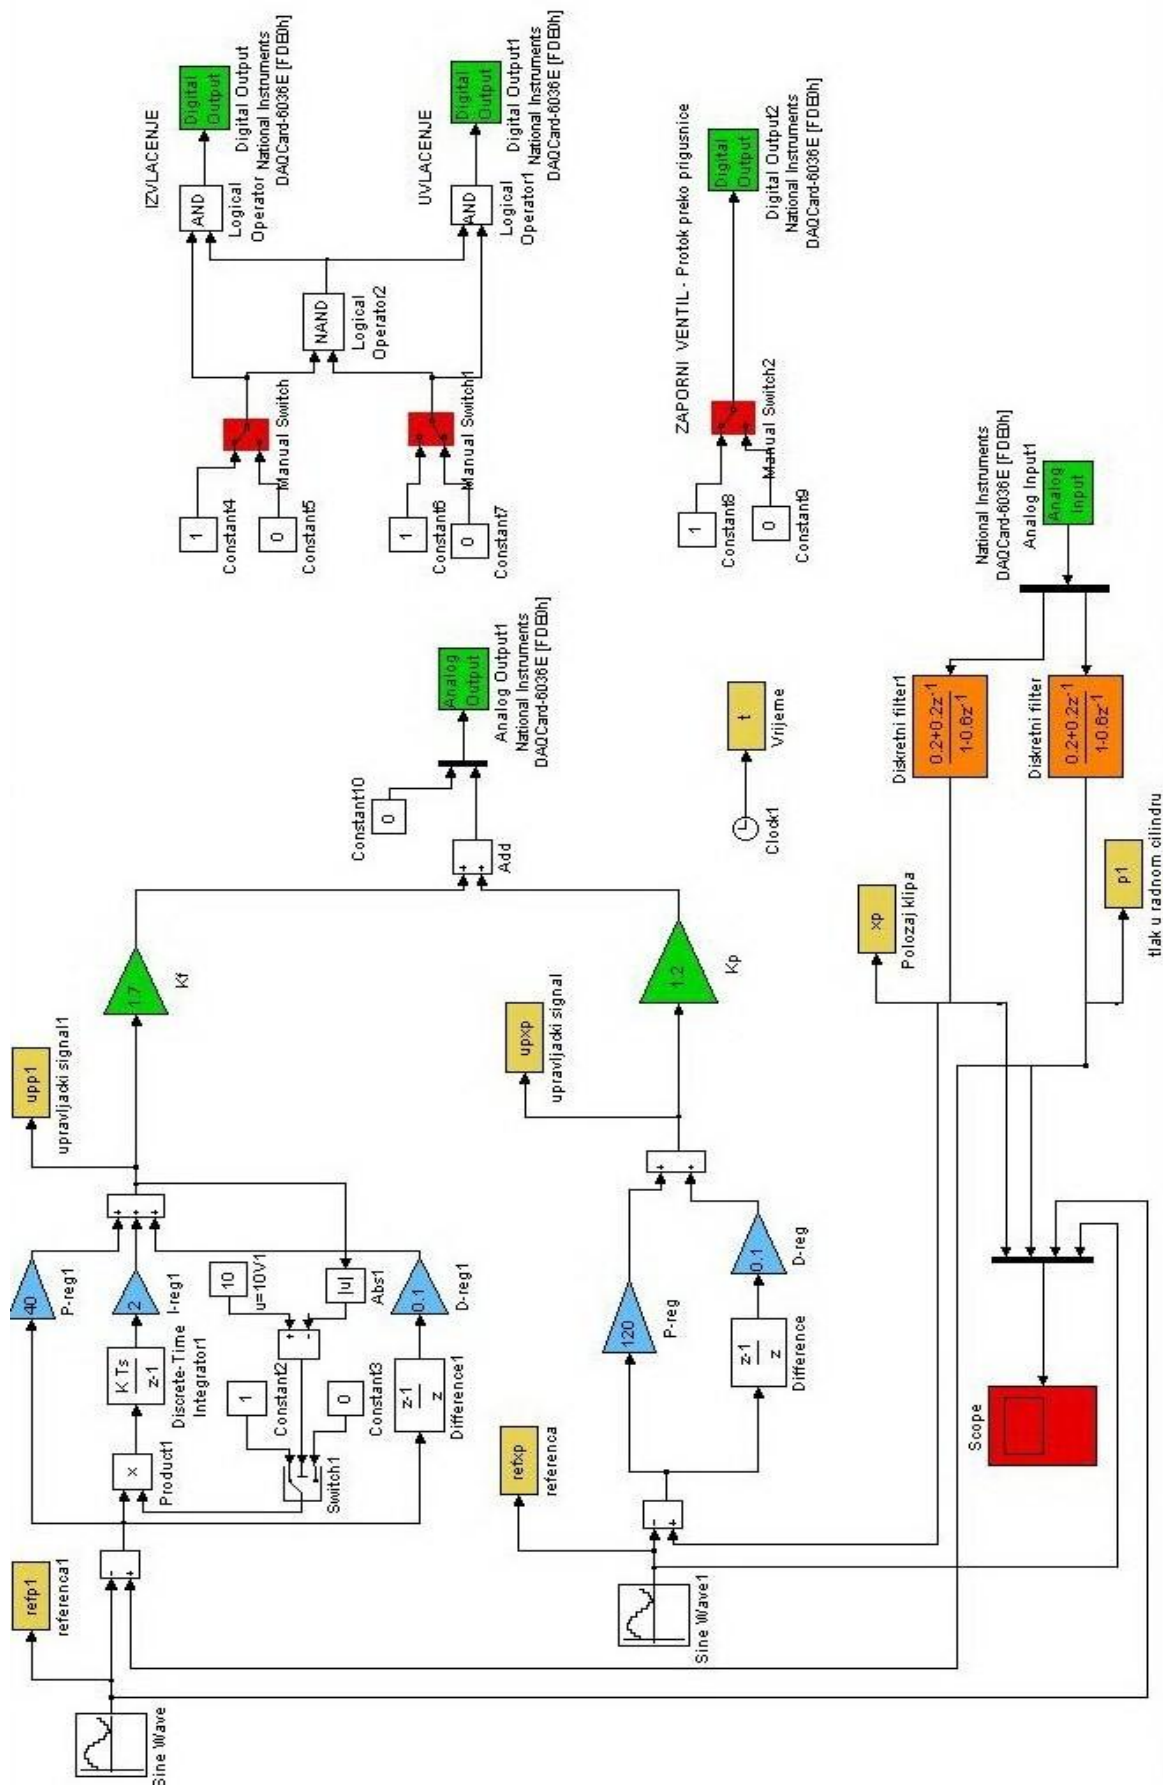 refp1
referenca1
Sine Wave
-
+
40
P-reg1
x
Product1
K Ts
z-1
Discrete-Time
Integrator1
2
I-reg1
1
Constant2
0
Constant3
Switch1
10
u=10V1
+
-
|u|
Abs1
z-1
z
Difference1
0.1
D-reg1
+
+
+
upp1
upravljacki signal1
1.7
Kf
Sine Wave1
refxp
referenca
-
+
120
P-reg
z-1
z
Difference
0.1
D-reg
+
+
upxp
upravljacki signal
1.2
Kp
+
+
Add
0
Constant10
Analog
Output
Analog Output1
National Instruments
DAQCard-6036E [FDE0h]
t
Vrijeme
Clock1
Scope
xp
Polozaj klipa
p1
tlak u radnom cilindru
0.2+0.2z-1
1-0.6z-1
Diskretni filter1
0.2+0.2z-1
1-0.6z-1
Diskretni filter
National Instruments
DAQCard-6036E [FDE0h]
Analog Input1
Analog
Input
1
Constant4
0
Constant5
Manual Switch
1
Constant6
0
Constant7
Manual Switch1
NAND
Logical
Operator2
IZVLACENJE
AND
Logical
Operator
Digital
Output
Digital Output
National Instruments
DAQCard-6036E [FDE0h]
UVLACENJE
AND
Logical
Operator1
Digital
Output
Digital Output1
National Instruments
DAQCard-6036E [FDE0h]
ZAPORNI VENTIL - Protok preko prigusnice
1
Constant8
0
Constant9
Manual Switch2
Digital
Output
Digital Output2
National Instruments
DAQCard-6036E [FDE0h]